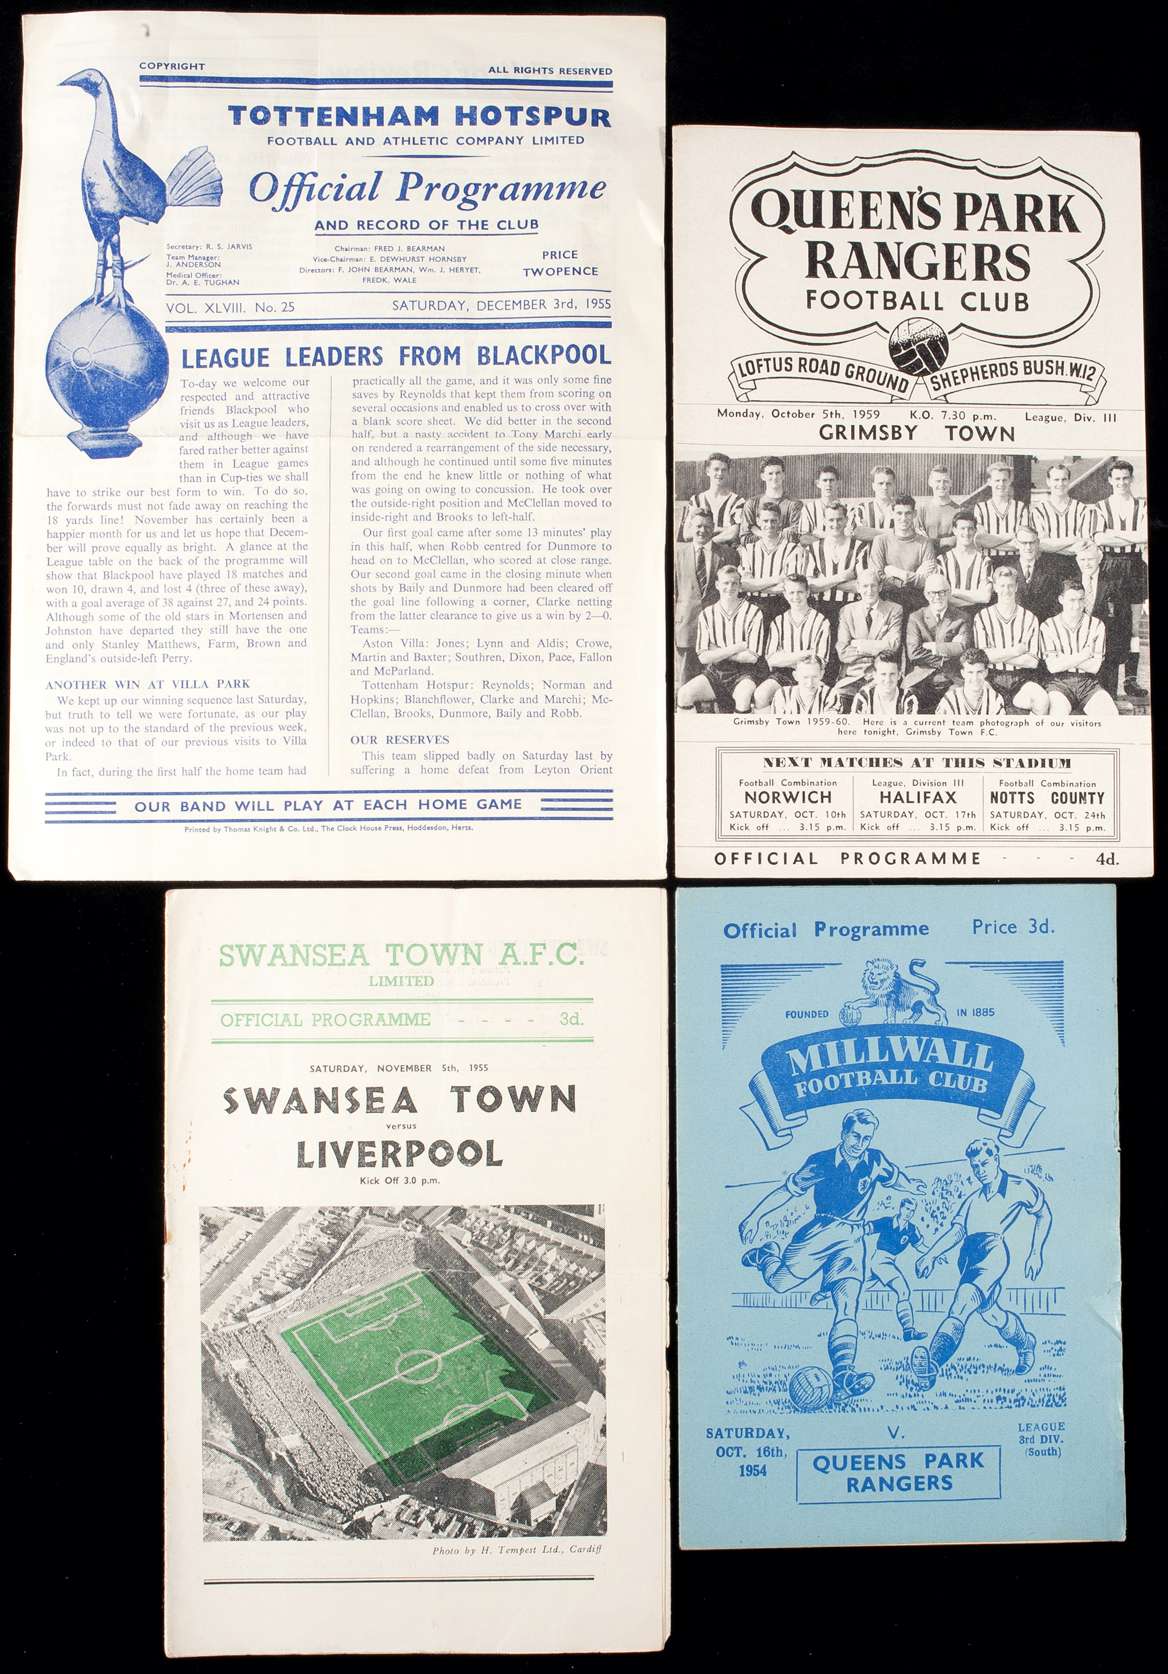 COPYRIGHT
ALL RIGHTS RESERVED
TOTTENHAM HOTSPUR
FOOTBALL AND ATHLETIC COMPANY LIMITED
Official Programme
AND RECORD OF THE CLUB
Secretary: R. S. JARVIS
Team Manager:
J. ANDERSON
Medical Officer:
Dr. A. E. TUGHAN
Chairman: FRED J. BEARMAN
Vice-Chairman: E. DEWHURST HORNSBY
Directors: F. JOHN BEARMAN, Wm. J. HERYET,
FREDK. WALE
PRICE
TWOPENCE
VOL. XLVIII. No. 25
SATURDAY, DECEMBER 3rd, 1955
LEAGUE LEADERS FROM BLACKPOOL
To-day we welcome our
respected and attractive
friends Blackpool who
visit us as League leaders,
and although we have
fared rather better against
them in League games
than in Cup-ties we shall
have to strike our best form to win. To do so,
the forwards must not fade away on reaching the
18 yards line! November has certainly been a
happier month for us and let us hope that Decem-
ber will prove equally as bright. A glance at the
League table on the back of the programme will
show that Blackpool have played 18 matches and
won 10, drawn 4, and lost 4 (three of these away),
with a goal average of 38 against 27, and 24 points.
Although some of the old stars in Mortensen and
Johnston have departed they still have the one
and only Stanley Matthews, Farm, Brown and
England's outside-left Perry.
ANOTHER WIN AT VILLA PARK
We kept up our winning sequence last Saturday,
but truth to tell we were fortunate, as our play
was not up to the standard of the previous week,
or indeed to that of our previous visits to Villa
Park.
In fact, during the first half the home team had
practically all the game, and it was only some fine
saves by Reynolds that kept them from scoring on
several occasions and enabled us to cross over with
a blank score sheet. We did better in the second
half, but a nasty accident to Tony Marchi early
on rendered a rearrangement of the side necessary,
and although he continued until some five minutes
from the end he knew little or nothing of what
was going on owing to concussion. He took over
the outside-right position and McClellan moved to
inside-right and Brooks to left-half.
Our first goal came after some 13 minutes' play
in this half, when Robb centred for Dunmore to
head on to McClellan, who scored at close range.
Our second goal came in the closing minute when
shots by Baily and Dunmore had been cleared off
the goal line following a corner, Clarke netting
from the latter clearance to give us a win by 2—0.
Teams:—
Aston Villa: Jones; Lynn and Aldis; Crowe,
Martin and Baxter; Southren, Dixon, Pace, Fallon
and McParland.
Tottenham Hotspur: Reynolds; Norman and
Hopkins; Blanchflower, Clarke and Marchi; Mc-
Clellan, Brooks, Dunmore, Baily and Robb.
OUR RESERVES
This team slipped badly on Saturday last by
suffering a home defeat from Leyton Orient
OUR BAND WILL PLAY AT EACH HOME GAME
Printed by Thomas Knight & Co. Ltd., The Clock House Press, Hoddesdon, Herts.
QUEEN'S PARK
RANGERS
FOOTBALL CLUB
LOFTUS ROAD GROUND
SHEPHERDS BUSH. W12
Monday, October 5th, 1959 K.O. 7.30 p.m. League, Div. III
GRIMSBY TOWN
Grimsby Town 1959-60. Here is a current team photograph of our visitors
here tonight, Grimsby Town F.C.
NEXT MATCHES AT THIS STADIUM
Football Combination
NORWICH
SATURDAY, OCT. 10th
Kick off ... 3.15 p.m.
League, Division III
HALIFAX
SATURDAY, OCT. 17th
Kick off ... 3.15 p.m.
Football Combination
NOTTS COUNTY
SATURDAY, OCT. 24th
Kick off ... 3.15 p.m.
OFFICIAL PROGRAMME - - - 4d.
SWANSEA TOWN A.F.C.
LIMITED
OFFICIAL PROGRAMME - - - - 3d.
SATURDAY, NOVEMBER 5th, 1955
SWANSEA TOWN
versus
LIVERPOOL
Kick Off 3.0 p.m.
Photo by H. Tempest Ltd., Cardiff
Official Programme Price 3d.
FOUNDED IN 1885
MILLWALL
FOOTBALL CLUB
SATURDAY,
OCT. 16th,
1954
V.
QUEENS PARK
RANGERS
LEAGUE
3rd DIV.
(South)